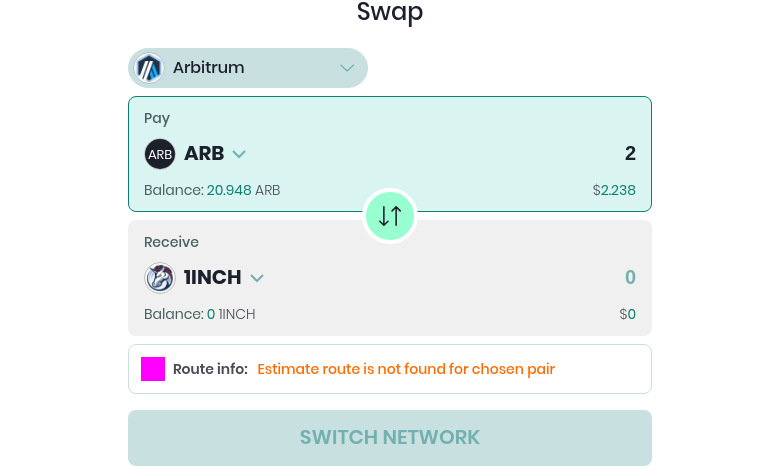 Swap
Arbitrum
Pay
ARB ARB 2
Balance: 20.948 ARB $2.238
Receive
1INCH 0
Balance: 0 1INCH $0
Route info: Estimate route is not found for chosen pair
SWITCH NETWORK